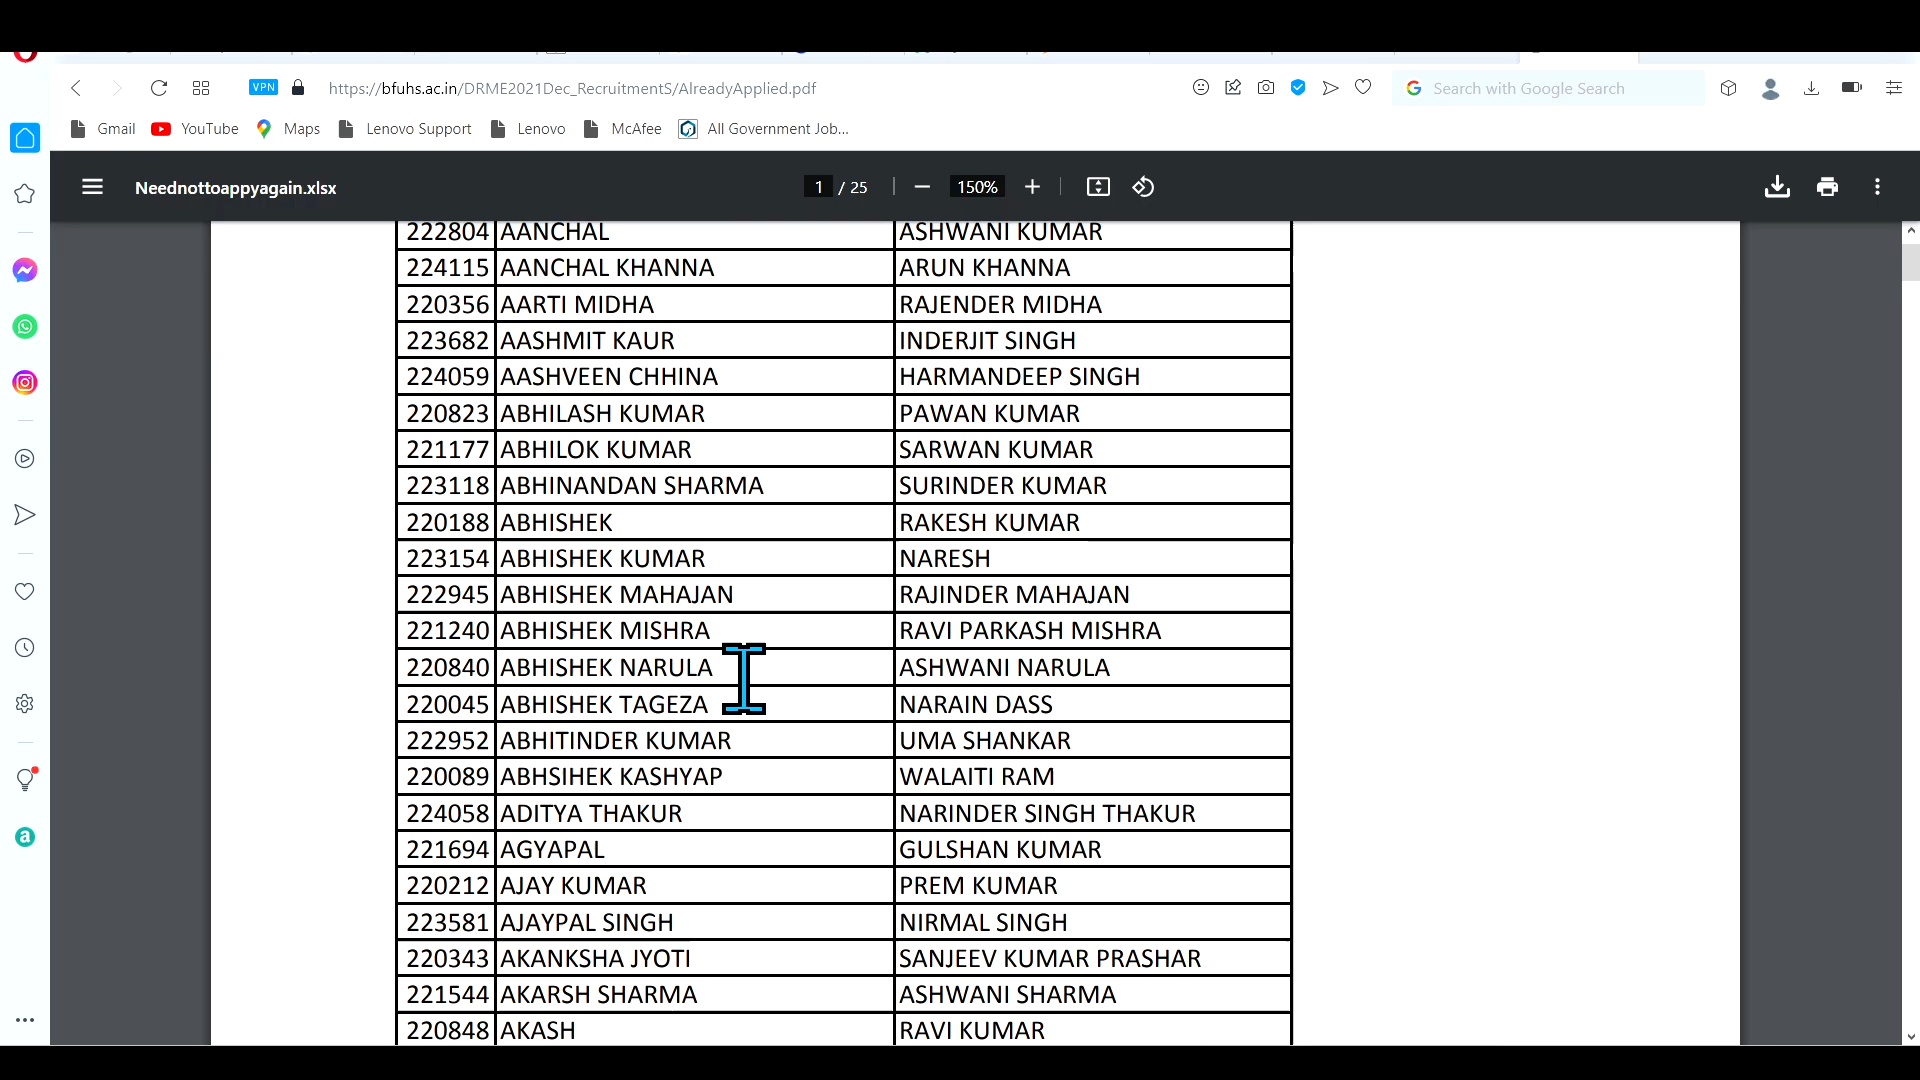 VPN https://bfuhs.ac.in/DRME2021Dec_RecruitmentS/AlreadyApplied.pdf Search with Google Search
Gmail YouTube Maps Lenovo Support Lenovo McAfee All Government Job...
Neednottoappyagain.xlsx 1 / 25 150%
222804 AANCHAL ASHWANI KUMAR
224115 AANCHAL KHANNA ARUN KHANNA
220356 AARTI MIDHA RAJENDER MIDHA
223682 AASHMIT KAUR INDERJIT SINGH
224059 AASHVEEN CHHINA HARMANDEEP SINGH
220823 ABHILASH KUMAR PAWAN KUMAR
221177 ABHILOK KUMAR SARWAN KUMAR
223118 ABHINANDAN SHARMA SURINDER KUMAR
220188 ABHISHEK RAKESH KUMAR
223154 ABHISHEK KUMAR NARESH
222945 ABHISHEK MAHAJAN RAJINDER MAHAJAN
221240 ABHISHEK MISHRA RAVI PARKASH MISHRA
220840 ABHISHEK NARULA ASHWANI NARULA
220045 ABHISHEK TAGEZA NARAIN DASS
222952 ABHITINDER KUMAR UMA SHANKAR
220089 ABHSIHEK KASHYAP WALAITI RAM
224058 ADITYA THAKUR NARINDER SINGH THAKUR
221694 AGYAPAL GULSHAN KUMAR
220212 AJAY KUMAR PREM KUMAR
223581 AJAYPAL SINGH NIRMAL SINGH
220343 AKANKSHA JYOTI SANJEEV KUMAR PRASHAR
221544 AKARSH SHARMA ASHWANI SHARMA
220848 AKASH RAVI KUMAR